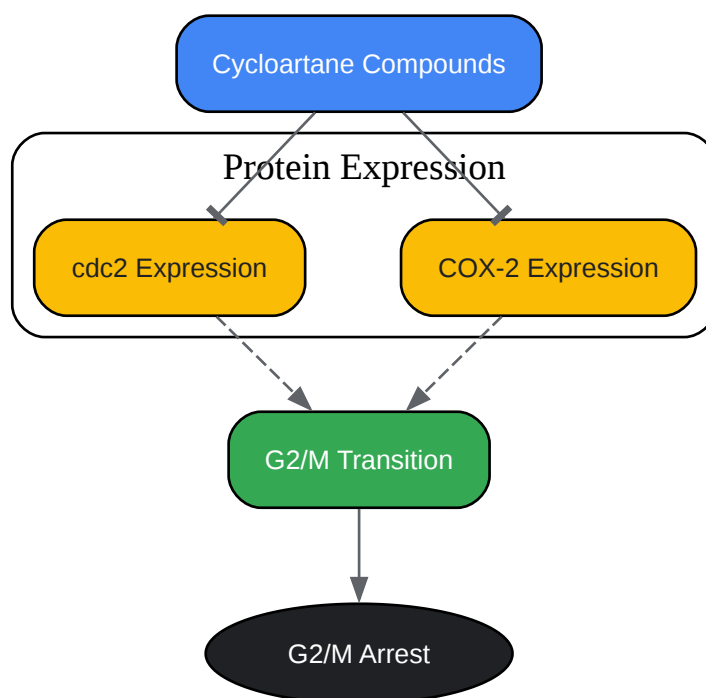 Cycloartane Compounds
Protein Expression
cdc2 Expression
COX-2 Expression
G2/M Transition
G2/M Arrest